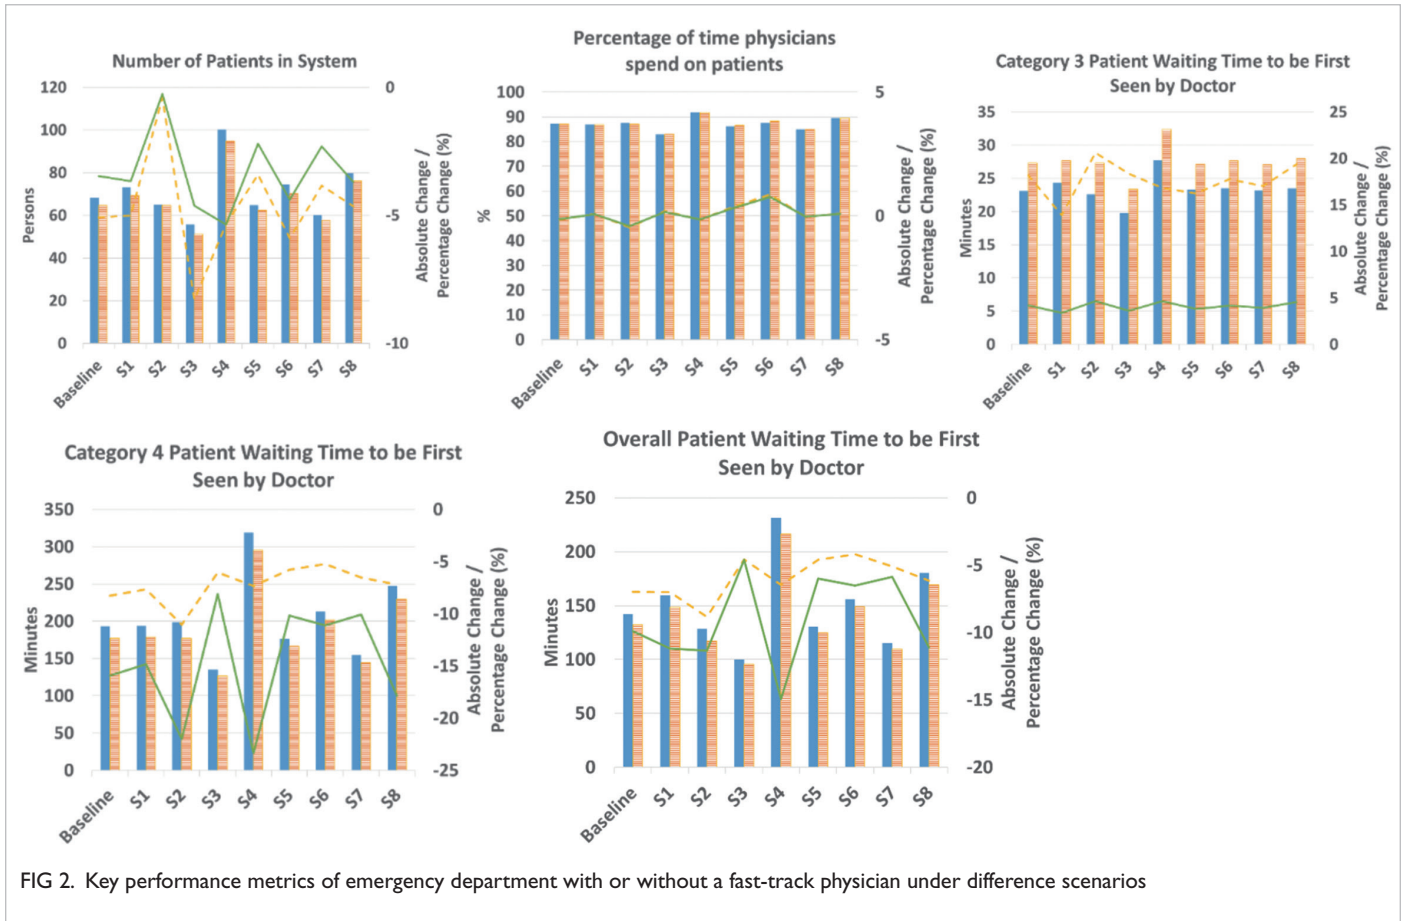 Number of Patients in System
120
100
80
60
40
20
0
Persons
0
-5
-10
Absolute Change /
Percentage Change (%)
Baseline
S1
S2
S3
S4
S5
S6
S7
S8
Percentage of time physicians
spend on patients
100
90
80
70
60
50
40
30
20
10
0
%
5
0
-5
Absolute Change /
Percentage Change (%)
Baseline
S1
S2
S3
S4
S5
S6
S7
S8
Category 3 Patient Waiting Time to be First
Seen by Doctor
35
30
25
20
15
10
5
0
Minutes
25
20
15
10
5
0
Absolute Change /
Percentage Change (%)
Baseline
S1
S2
S3
S4
S5
S6
S7
S8
Category 4 Patient Waiting Time to be First
Seen by Doctor
350
300
250
200
150
100
50
0
Minutes
0
-5
-10
-15
-20
-25
Absolute Change /
Percentage Change (%)
Baseline
S1
S2
S3
S4
S5
S6
S7
S8
Overall Patient Waiting Time to be First
Seen by Doctor
250
200
150
100
50
0
Minutes
0
-5
-10
-15
-20
Absolute Change /
Percentage Change (%)
Baseline
S1
S2
S3
S4
S5
S6
S7
S8
FIG 2. Key performance metrics of emergency department with or without a fast-track physician under difference scenarios